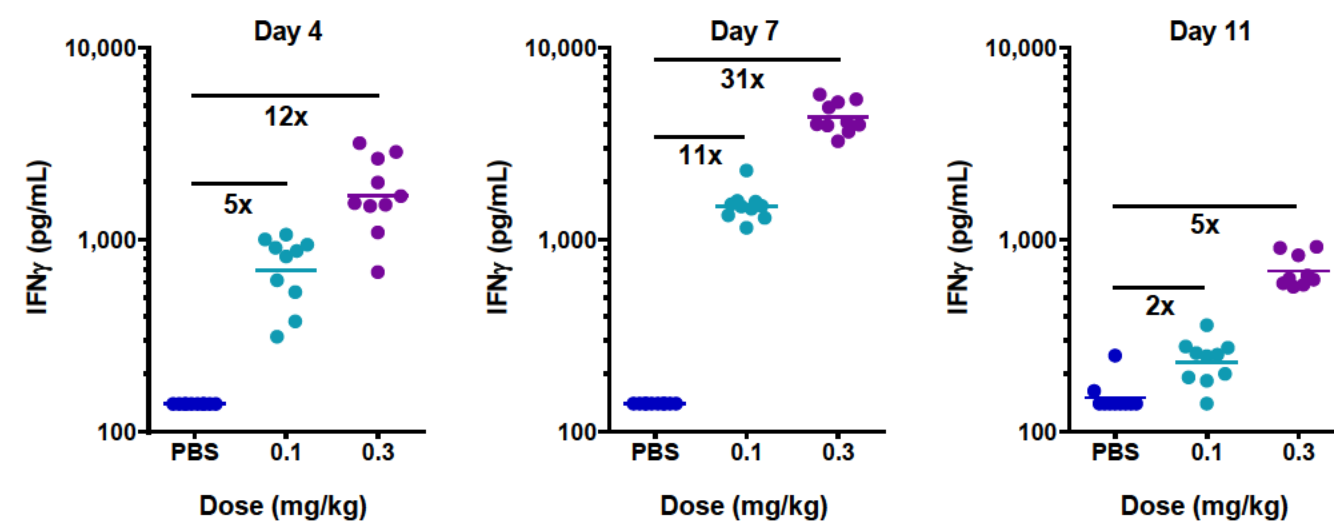 Day 4
10,000
1,000
100
IFNγ (pg/mL)
12x
5x
PBS 0.1 0.3
Dose (mg/kg)
Day 7
10,000
1,000
100
IFNγ (pg/mL)
31x
11x
PBS 0.1 0.3
Dose (mg/kg)
Day 11
10,000
1,000
100
IFNγ (pg/mL)
5x
2x
PBS 0.1 0.3
Dose (mg/kg)